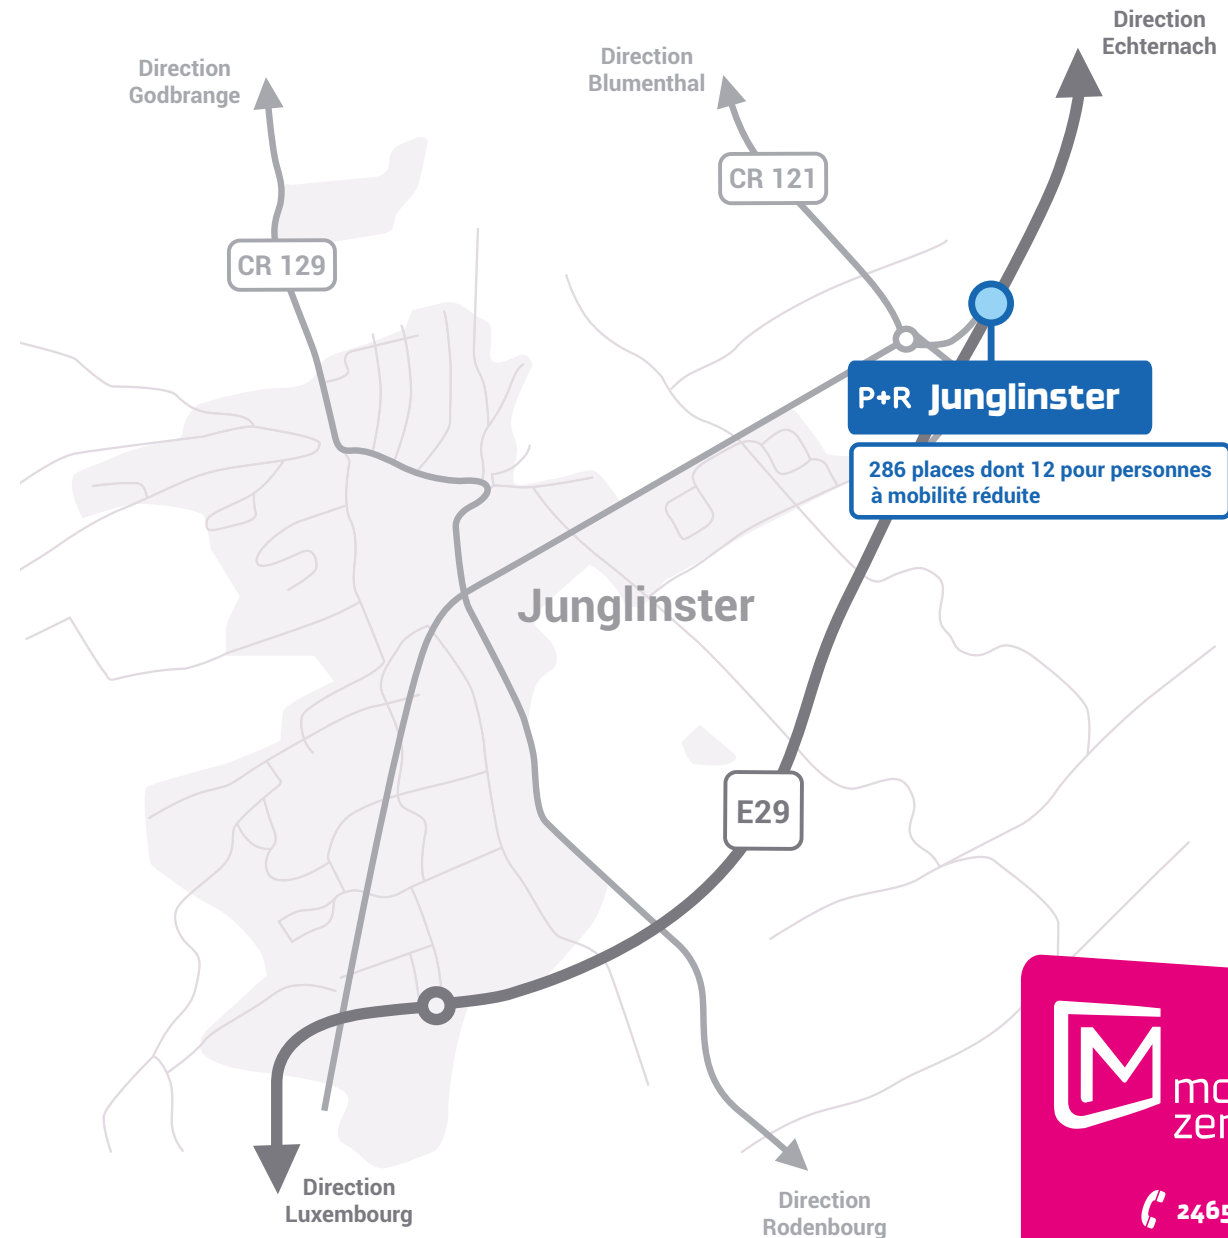 Direction
Echternach
Direction
Blumenthal
Direction
Godbrange
CR 121
CR 129
P+R Junglinster
286 places dont 12 pour personnes
à mobilité réduite
Junglinster
E29
M
Direction
Luxembourg
Direction
Rodenbourg